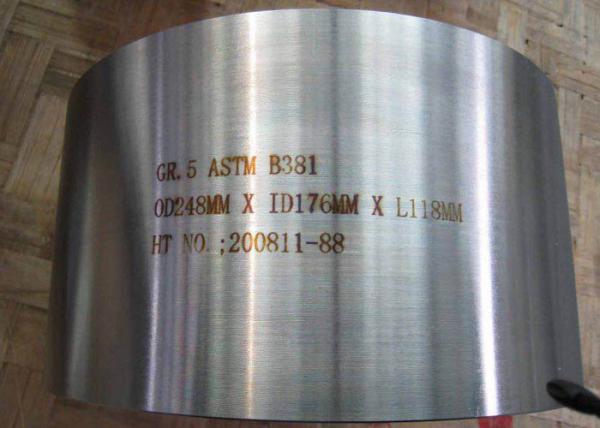 GR.5 ASTM B381
OD248MM X ID176MM X L118MM
HT NO.;200811-88